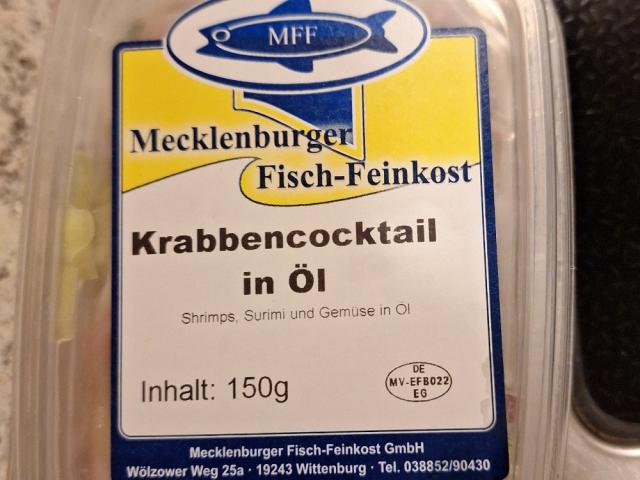 MFF
Mecklenburger
Fisch-Feinkost
Krabbencocktail
in Öl
Shrimps, Surimi und Gemüse in Öl
Inhalt: 150g
DE
MV-EFB022
EG
Mecklenburger Fisch-Feinkost GmbH
Wölzower Weg 25a · 19243 Wittenburg · Tel. 038852/90430